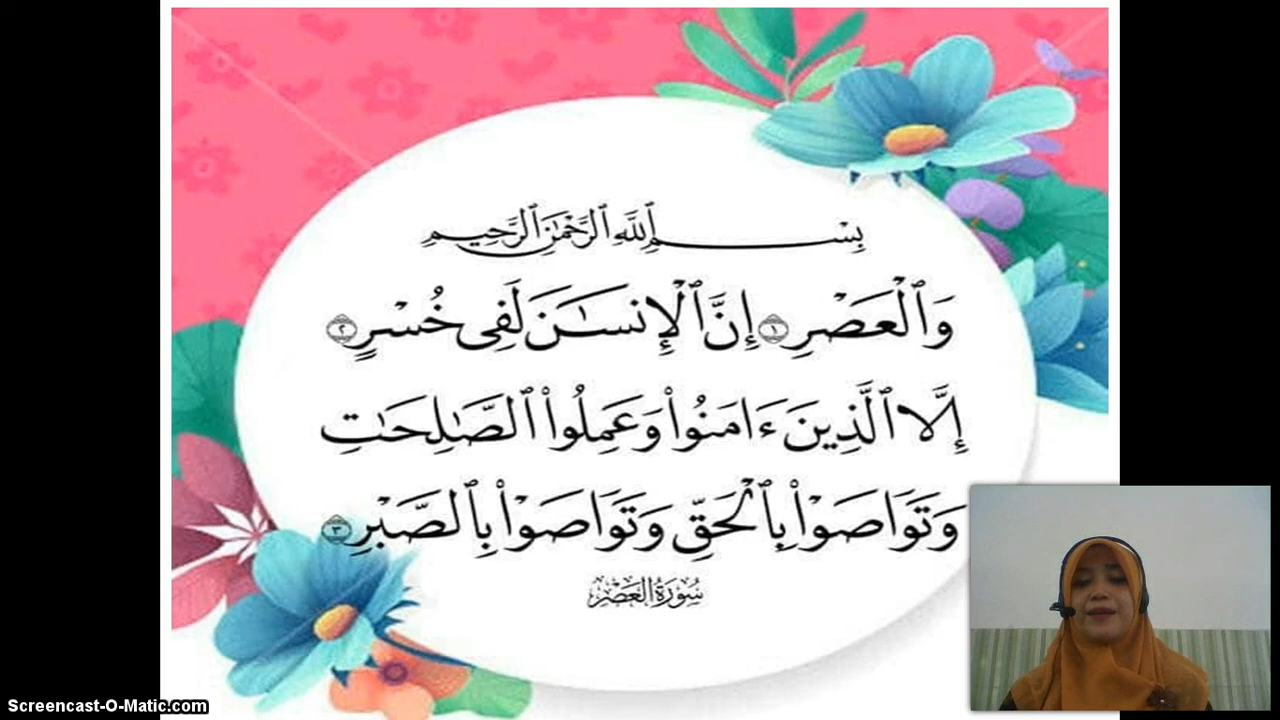 بِسْمِ ٱللَّهِ ٱلرَّحْمَٰنِ ٱلرَّحِيمِ
وَٱلْعَصْرِ ١ إِنَّ ٱلْإِنسَٰنَ لَفِى خُسْرٍ ٢
إِلَّا ٱلَّذِينَ ءَامَنُوا۟ وَعَمِلُوا۟ ٱلصَّٰلِحَٰتِ
وَتَوَاصَوْا۟ بِٱلْحَقِّ وَتَوَاصَوْا۟ بِٱلصَّبْرِ ٣
سُورَةُ العَصْرِ
Screencast-O-Matic.com